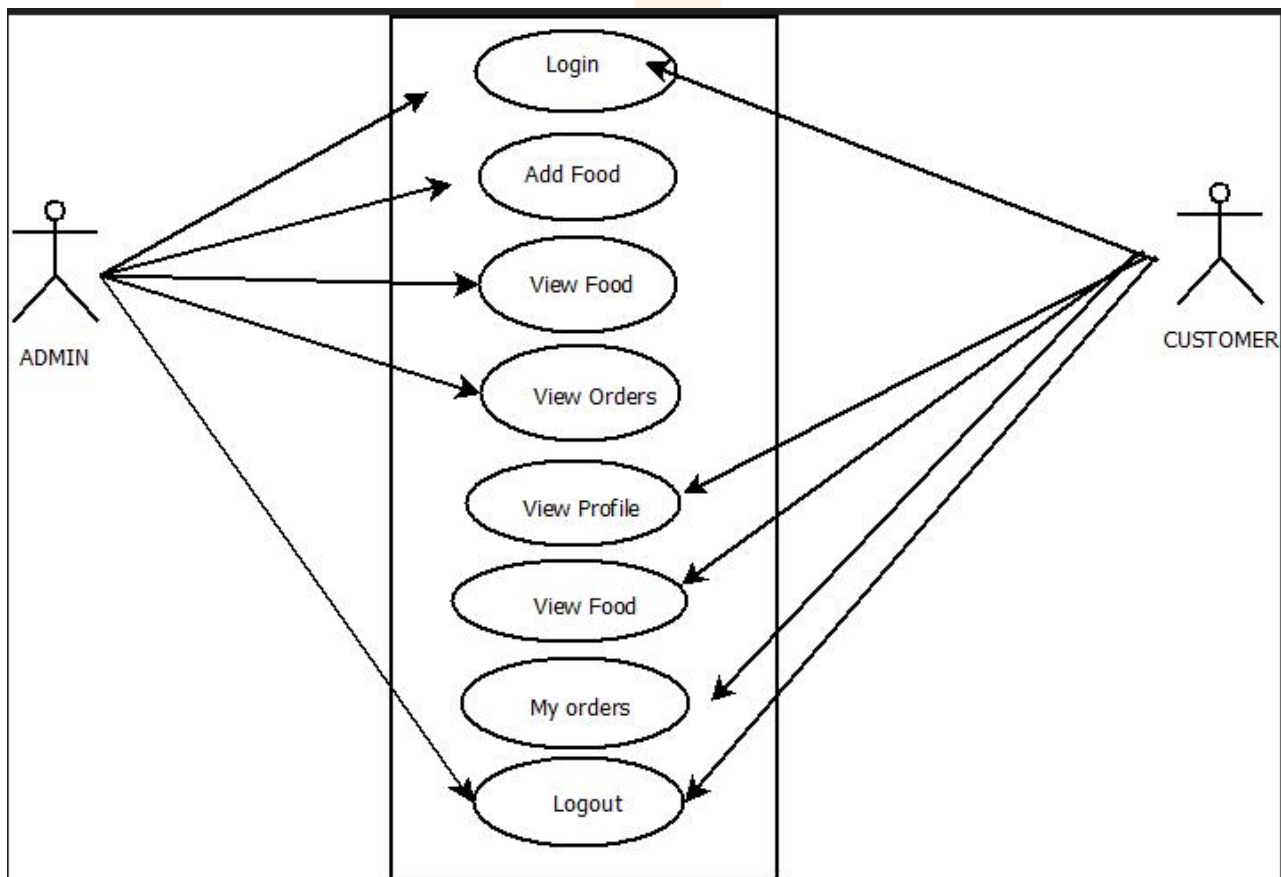 Login
Add Food
View Food
ADMIN
CUSTOMER
View Orders
View Profile
View Food
My orders
Logout